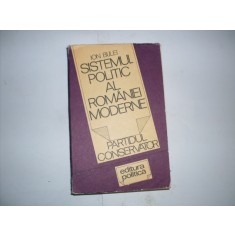 ION BULEI
SISTEMUL
POLITIC
AL
ROMÂNIEI
MODERNE
PARTIDUL
CONSERVATOR
editura
politică